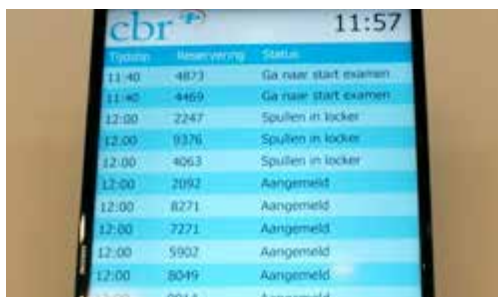 cbr 11:57
Tijdstip Reservering Status
11:40 4873 Ga naar start examen
11:40 4469 Ga naar start examen
12:00 2247 Spullen in locker
12:00 9376 Spullen in locker
12:00 4063 Spullen in locker
12:00 2092 Aangemeld
12:00 8271 Aangemeld
12:00 7271 Aangemeld
12:00 5902 Aangemeld
12:00 8049 Aangemeld